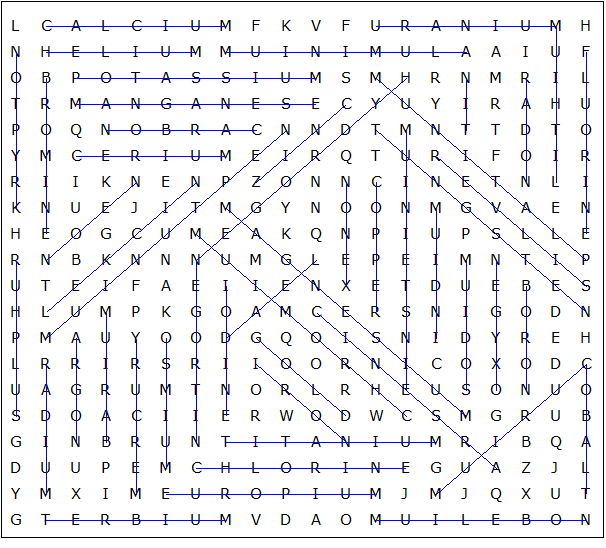 L C A L C I U M F K V F U R A N I U M H
N H E L I U M M U I N I M U L A A I U F
O B P O T A S S I U M S M H R N M R I L
T R M A N G A N E S E C Y U Y I R A H U
P O Q N O B R A C N N D T M N T T D T O
Y M C E R I U M E I R Q T U R I F O I R
R I I K N E N P Z O N N C I N E T N L I
K N U E J I T M G Y N O O N M G V A E N
H E O G C U M E A K Q N P I U P S L L E
R N B K N N N U M G L E P E I M N T I P
U T E I F A E I I E N X E T D U E B E S
H L U M P K G O A M C E R S N I G O D N
P M A U Y O O D G Q O I S N I D Y R E H
L R R I R S R I I O O R N I C O X O D C
U A G R U M T N O R L R H E U S O N U O
S D O A C I I E R W O D W C S M G R U B
G I N B R U N T I T A N I U M R I B Q A
D U U P E M C H L O R I N E G U A Z J L
Y M X I M E U R O P I U M J M J Q X U T
G T E R B I U M V D A O M U I L E B O N